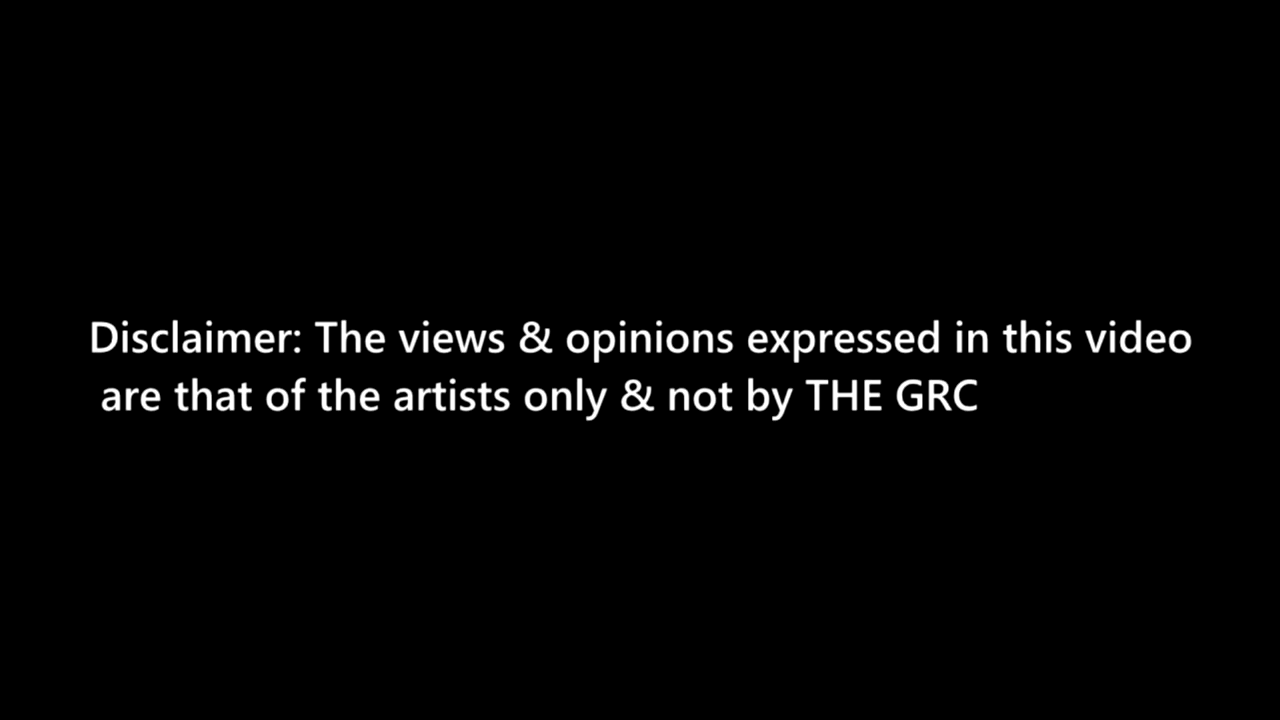 Disclaimer: The views & opinions expressed in this video
are that of the artists only & not by THE GRC